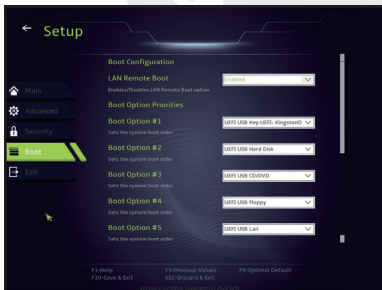 Setup
Boot Configuration
LAN Remote Boot Enabled
Enables/Disables LAN Remote Boot option
Main
Boot Option Priorities
Advanced
Boot Option #1 UEFI USB Key:UEFI: KingstonD
Sets the system boot order
Security
Boot Option #2 UEFI USB Hard Disk
Boot
Sets the system boot order
Exit
Boot Option #3 UEFI USB CD/DVD
Sets the system boot order
Boot Option #4 UEFI USB Floppy
Sets the system boot order
Boot Option #5 UEFI USB Lan
Sets the system boot order
F1-Help F3-Previous Values F9-Optimal Default
F10-Save & Exit ESC-Discard & Exit